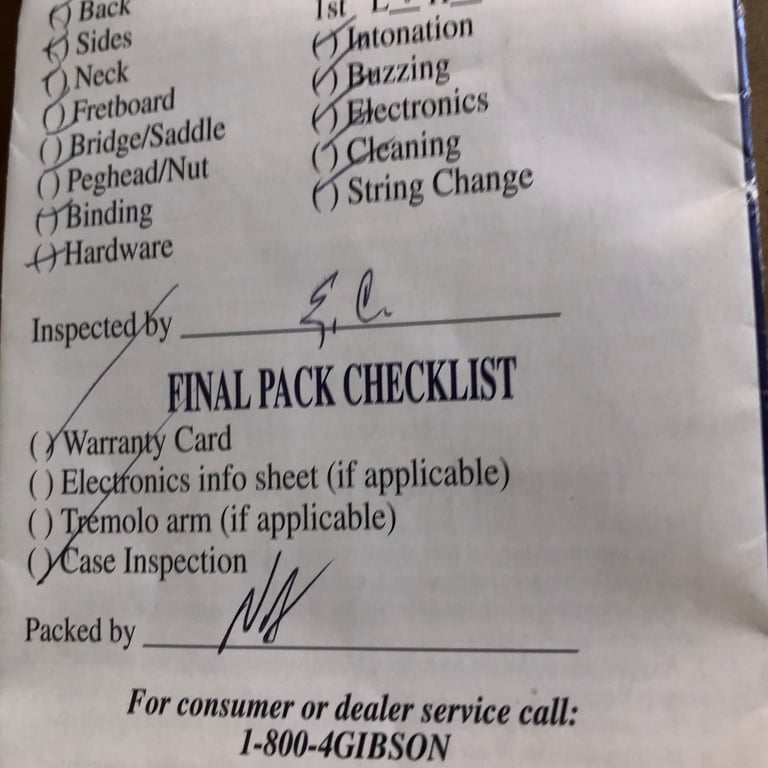 () Back
() Sides
() Neck
() Fretboard
() Bridge/Saddle
() Peghead/Nut
() Binding
() Hardware
1st
() Intonation
() Buzzing
() Electronics
() Cleaning
() String Change
Inspected by E.C.
FINAL PACK CHECKLIST
() Warranty Card
() Electronics info sheet (if applicable)
() Tremolo arm (if applicable)
() Case Inspection
Packed by
For consumer or dealer service call:
1-800-4GIBSON